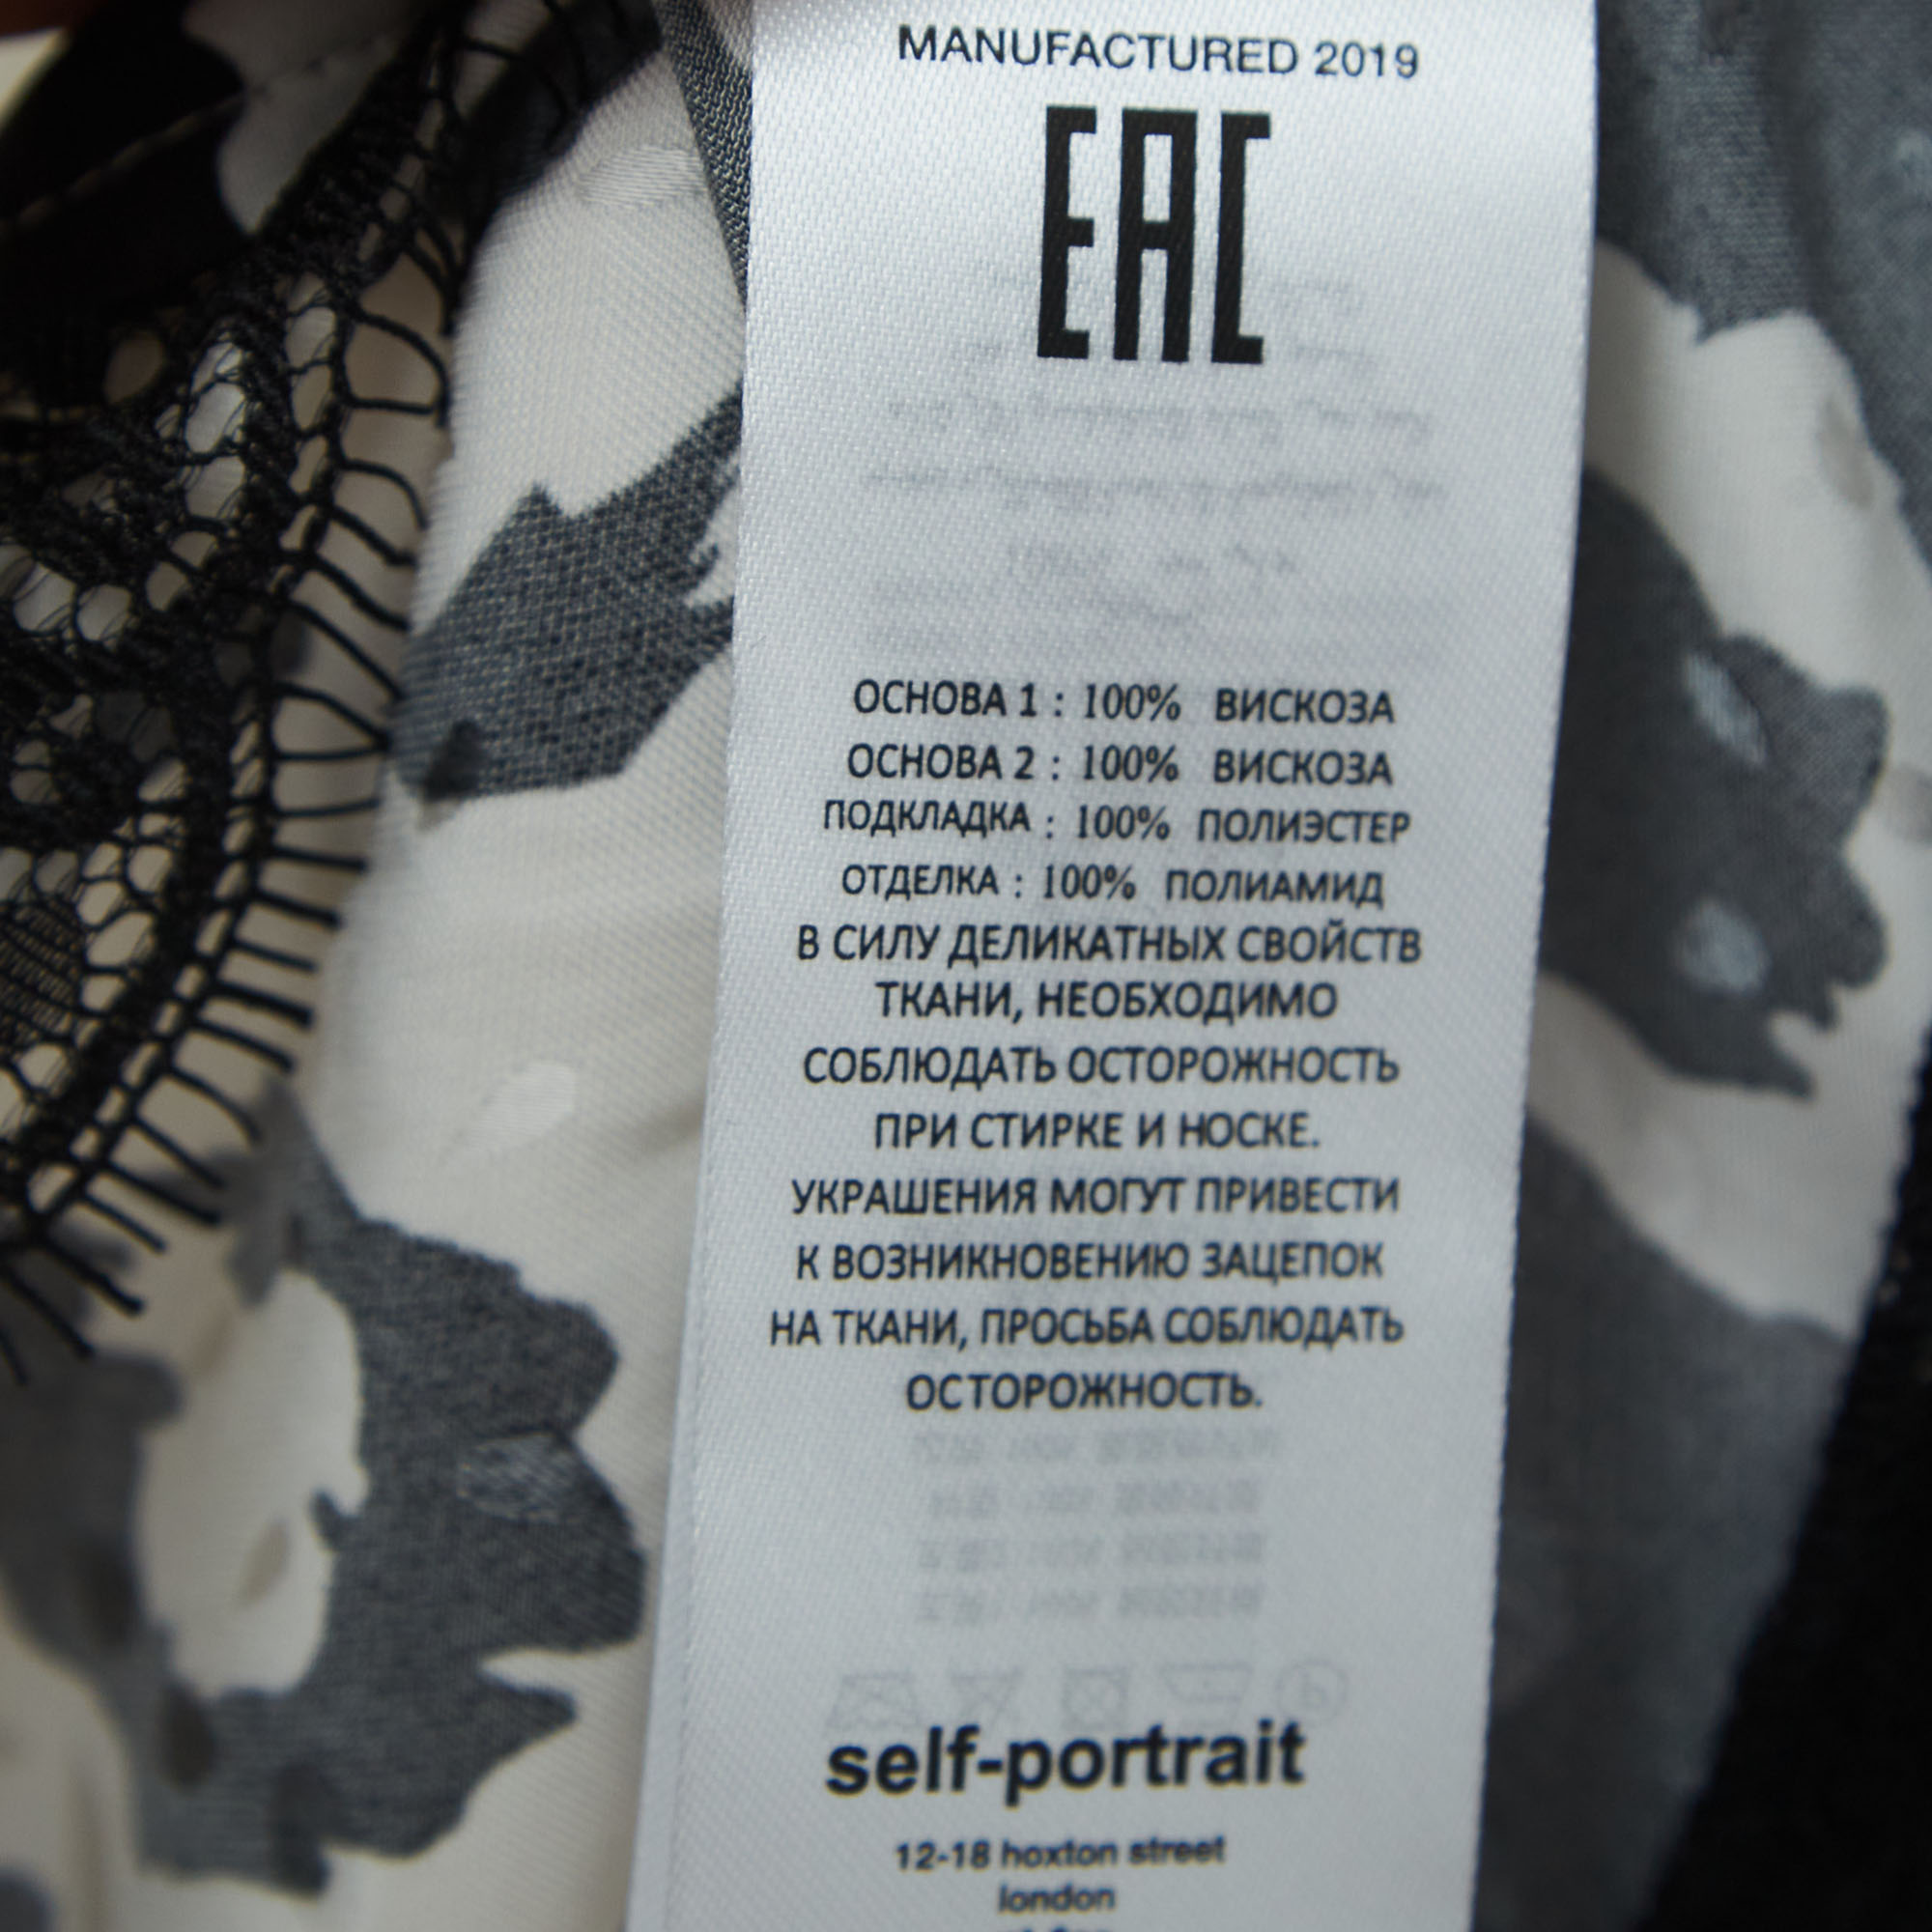 MANUFACTURED 2019
EAC
ОСНОВА 1 : 100% ВИСКОЗА
ОСНОВА 2 : 100% ВИСКОЗА
ПОДКЛАДКА : 100% ПОЛИЭСТЕР
ОТДЕЛКА : 100% ПОЛИАМИД
В СИЛУ ДЕЛИКАТНЫХ СВОЙСТВ
ТКАНИ, НЕОБХОДИМО
СОБЛЮДАТЬ ОСТОРОЖНОСТЬ
ПРИ СТИРКЕ И НОСКЕ.
УКРАШЕНИЯ МОГУТ ПРИВЕСТИ
К ВОЗНИКНОВЕНИЮ ЗАЦЕПОК
НА ТКАНИ, ПРОСЬБА СОБЛЮДАТЬ
ОСТОРОЖНОСТЬ.
self-portrait
12-18 hoxton street
london